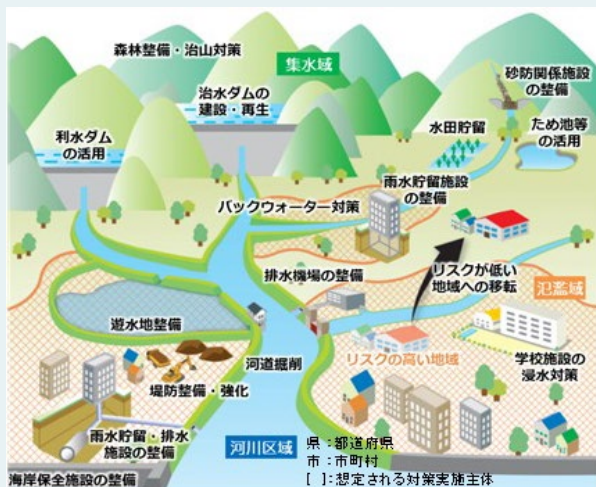 森林整備・治山対策
集水域
砂防関係施設
の整備
治水ダムの
建設・再生
水田貯留
ため池等
の活用
利水ダム
の活用
雨水貯留施設
の整備
バックウォーター対策
排水機場の整備
リスクが低い
地域への移転
氾濫域
遊水地整備
河道掘削
リスクの高い地域
学校施設の
浸水対策
堤防整備・強化
雨水貯留・排水
施設の整備
海岸保全施設の整備
河川区域
県：都道府県
市：市町村
[ ]：想定される対策実施主体